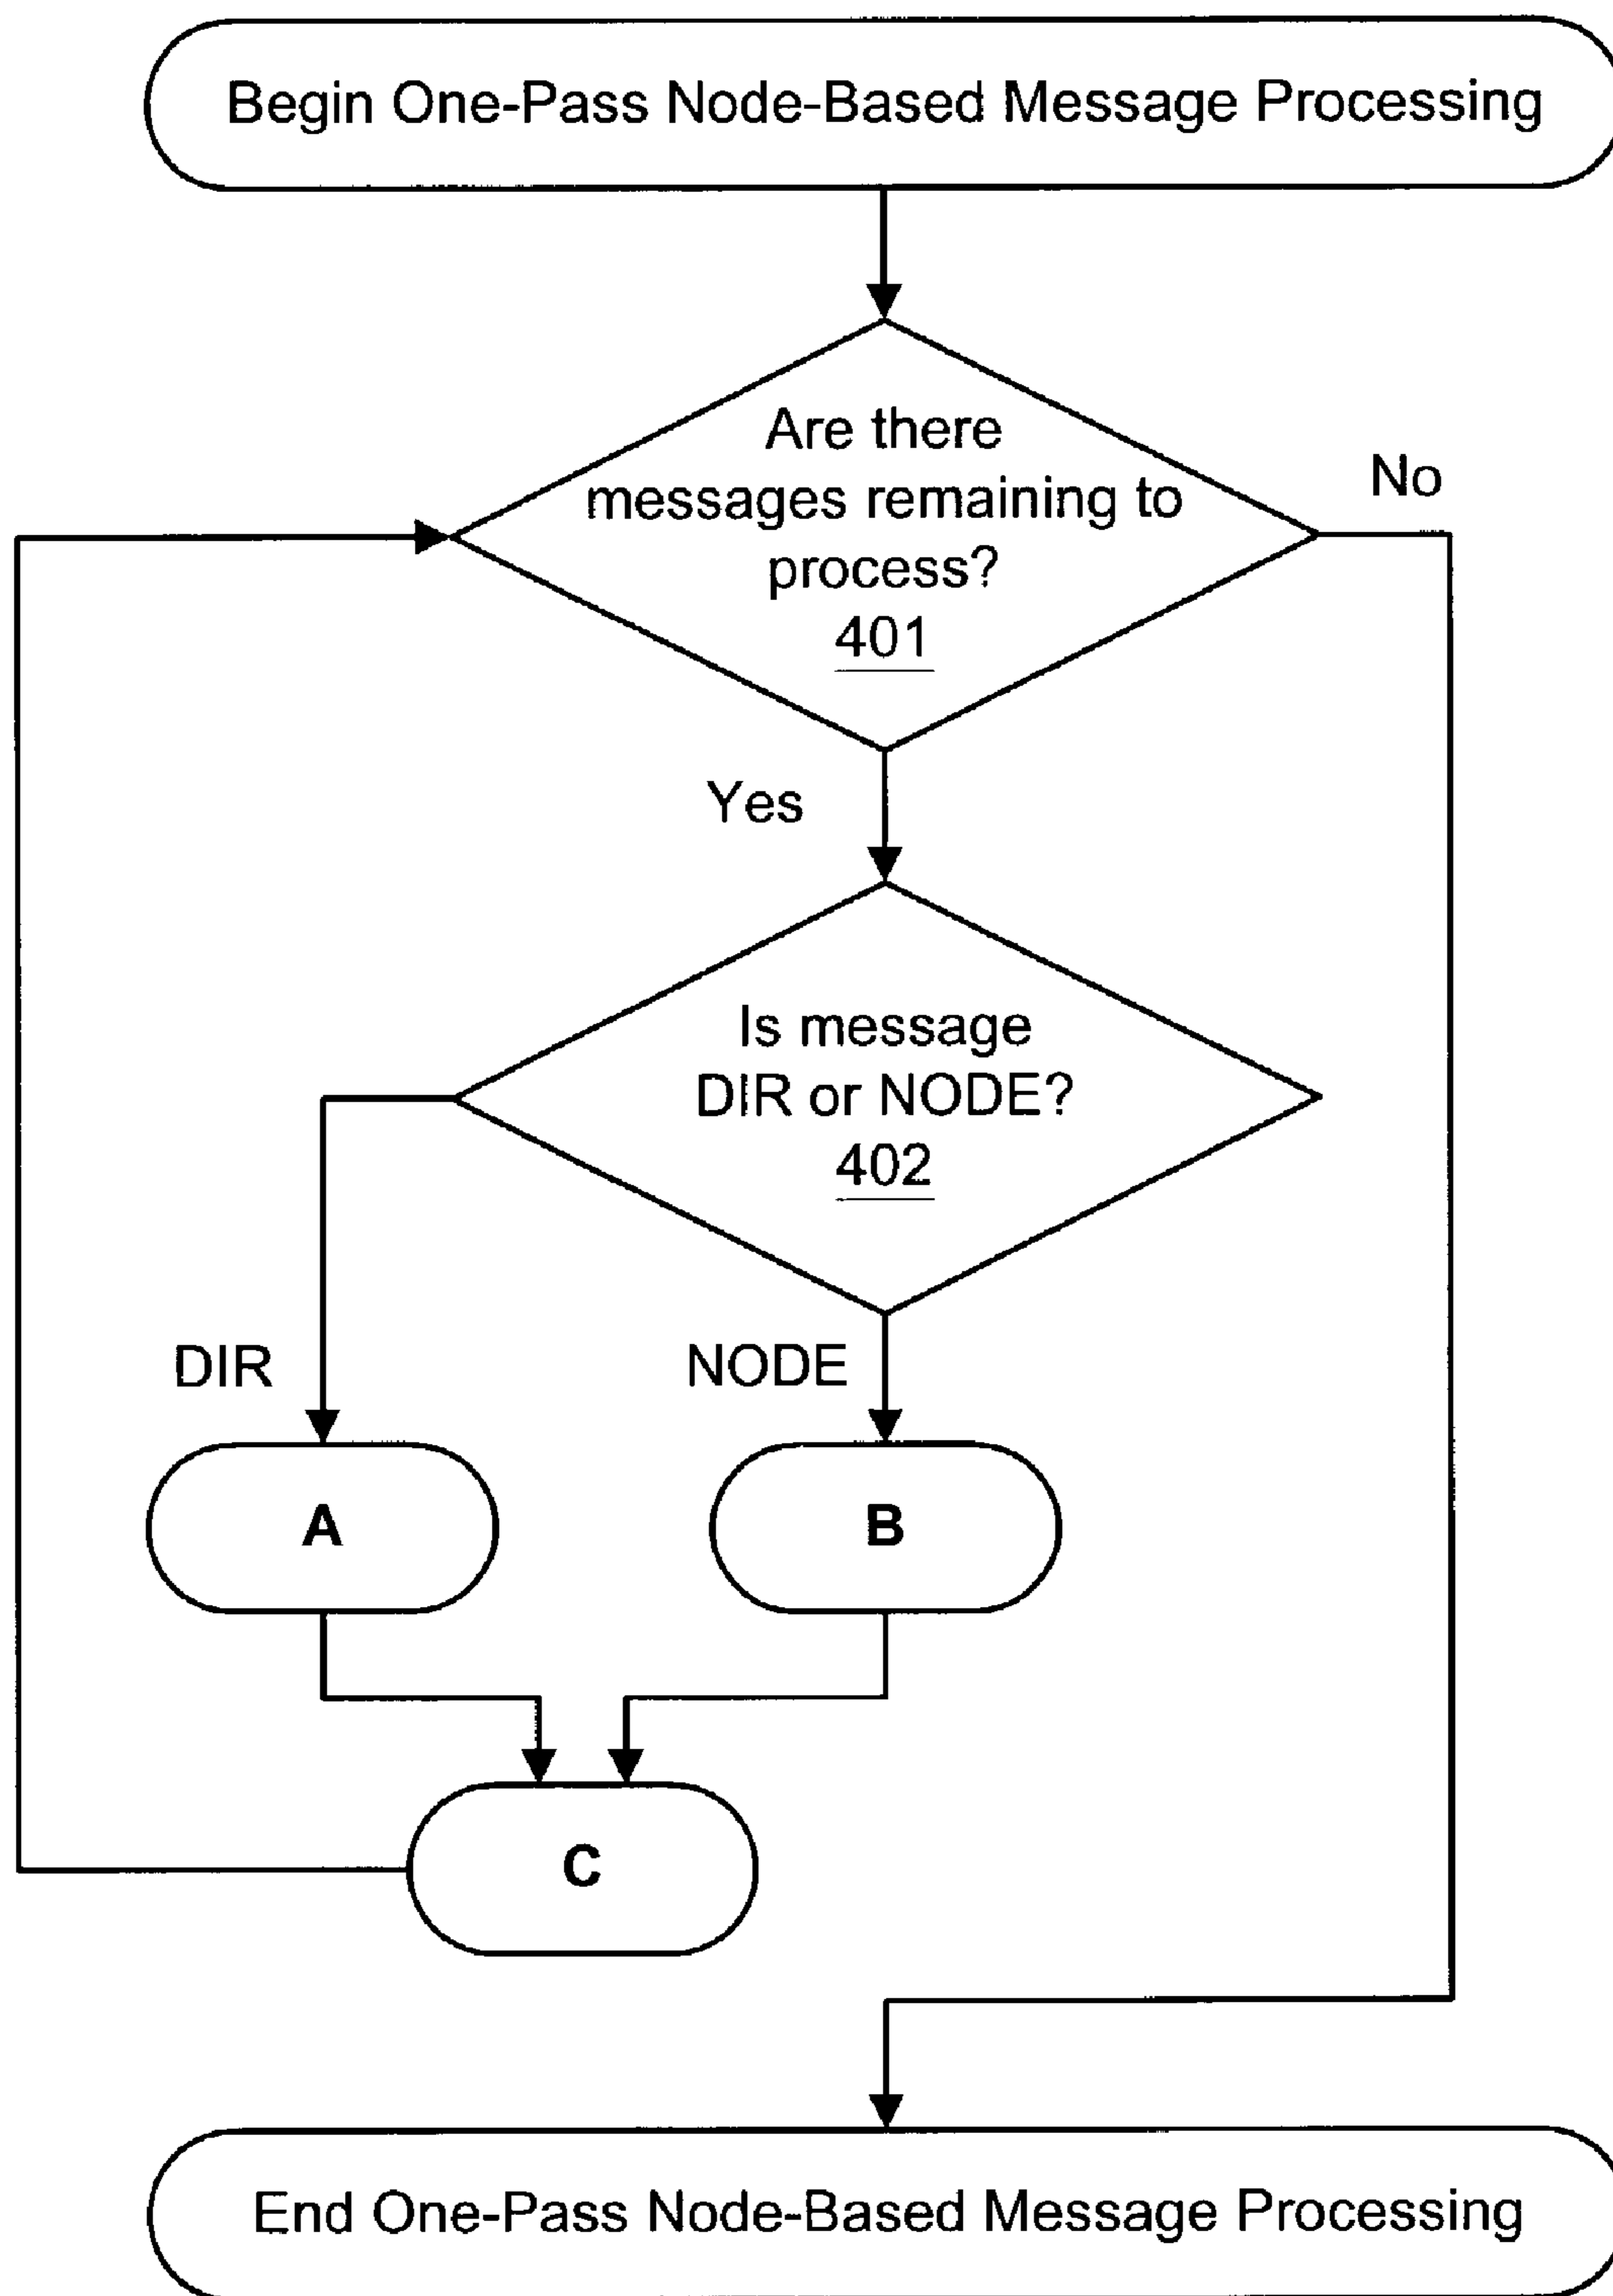 Begin One-Pass Node-Based Message Processing
Are there
messages remaining to
process?
401
No
Yes
Is message
DIR or NODE?
402
DIR
NODE
A
B
C
End One-Pass Node-Based Message Processing